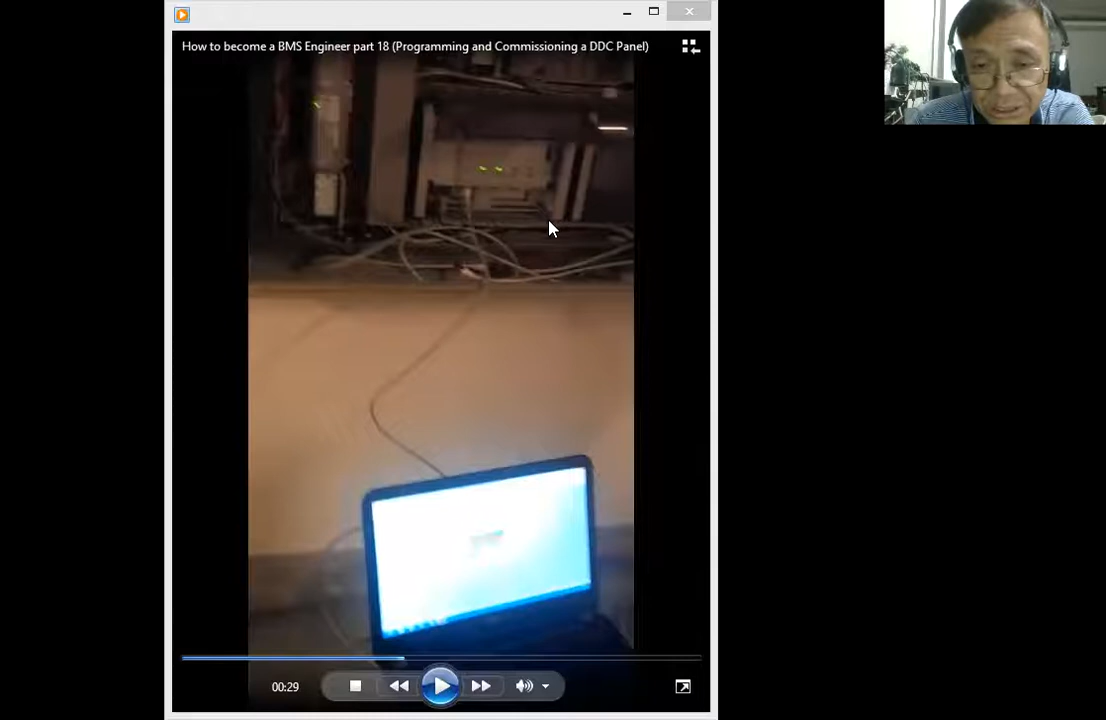 How to become a BMS Engineer part 18 (Programming and Commissioning a DDC Panel)
00:29